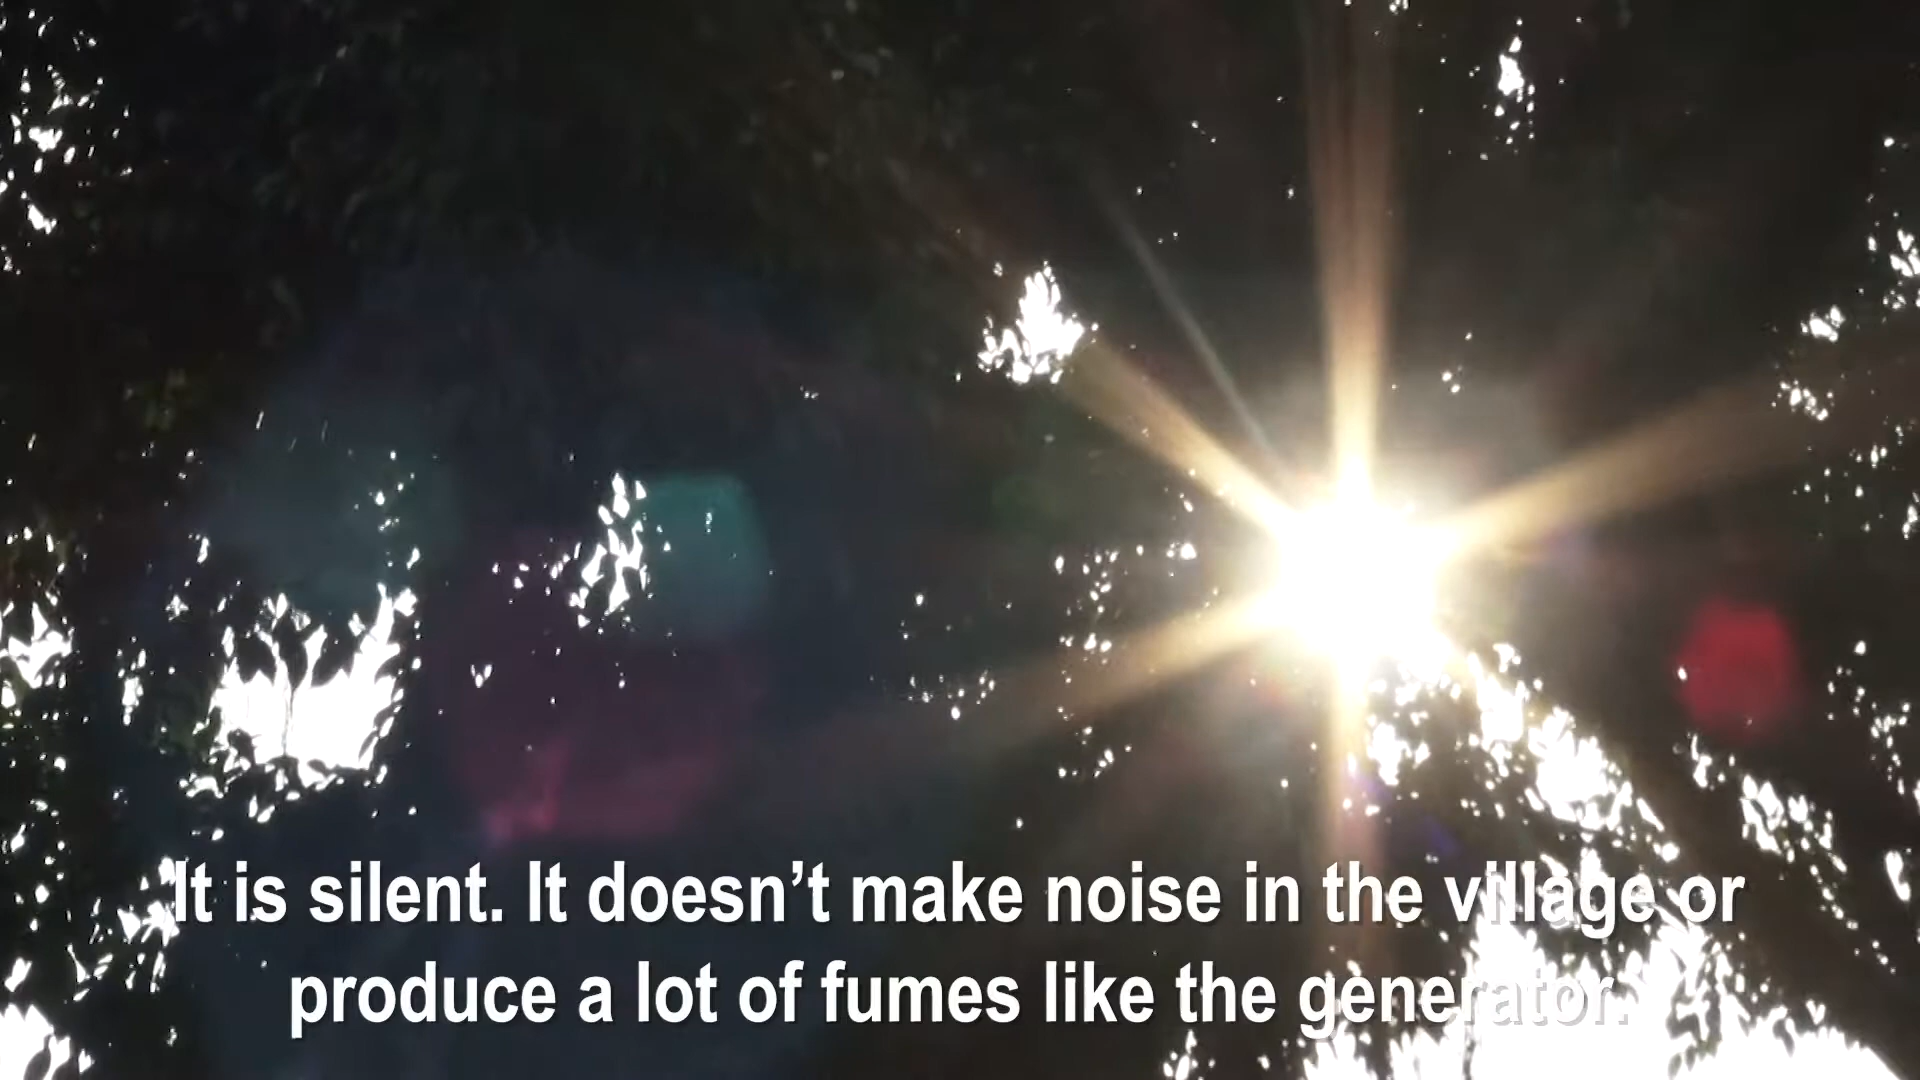 It is silent. It doesn’t make noise in the village or
produce a lot of fumes like the generator.